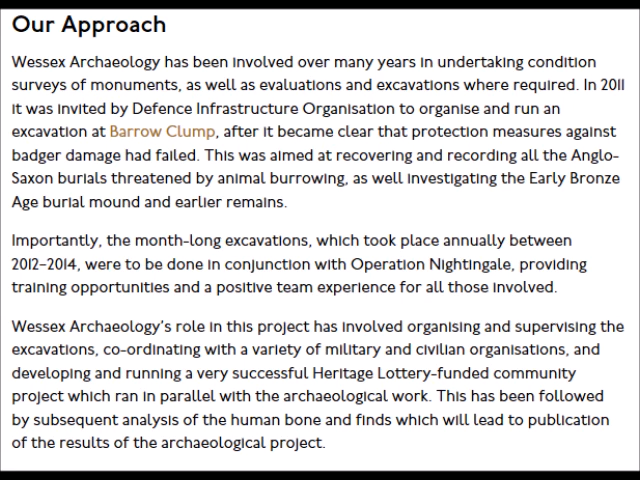 Our Approach
Wessex Archaeology has been involved over many years in undertaking condition
surveys of monuments, as well as evaluations and excavations where required. In 2011
it was invited by Defence Infrastructure Organisation to organise and run an
excavation at Barrow Clump, after it became clear that protection measures against
badger damage had failed. This was aimed at recovering and recording all the Anglo-
Saxon burials threatened by animal burrowing, as well investigating the Early Bronze
Age burial mound and earlier remains.
Importantly, the month-long excavations, which took place annually between
2012–2014, were to be done in conjunction with Operation Nightingale, providing
training opportunities and a positive team experience for all those involved.
Wessex Archaeology's role in this project has involved organising and supervising the
excavations, co-ordinating with a variety of military and civilian organisations, and
developing and running a very successful Heritage Lottery-funded community
project which ran in parallel with the archaeological work. This has been followed
by subsequent analysis of the human bone and finds which will lead to publication
of the results of the archaeological project.